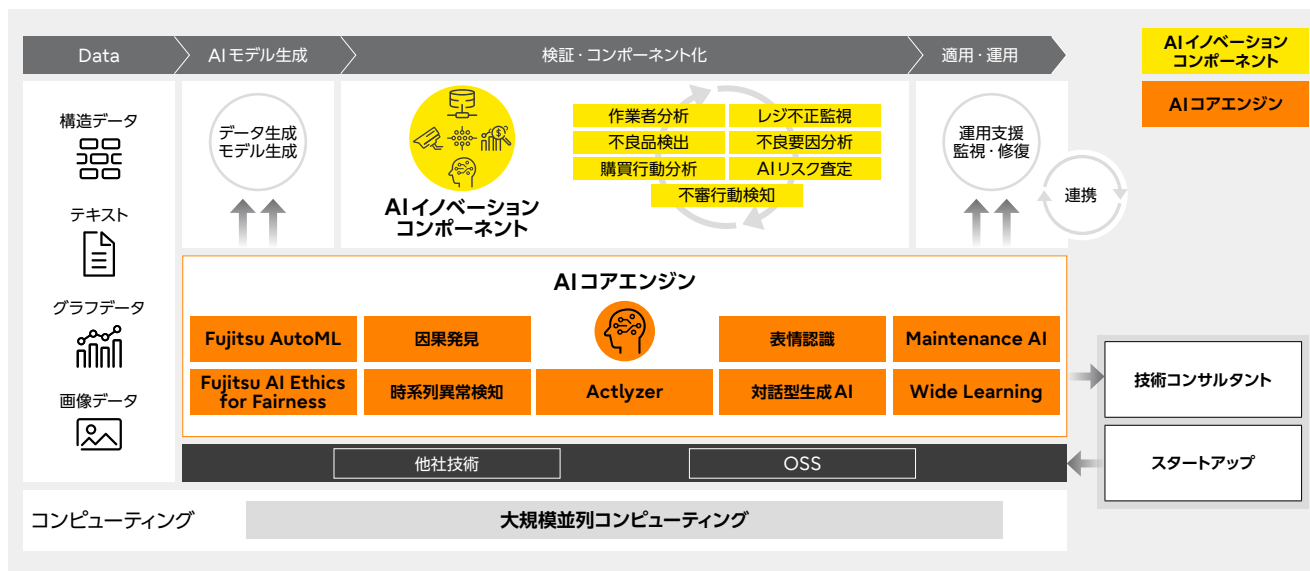 Data
AIモデル生成
検証・コンポーネント化
適用・運用
AIイノベーション
コンポーネント
AIコアエンジン
構造データ
テキスト
グラフデータ
画像データ
データ生成
モデル生成
AIイノベーション
コンポーネント
作業者分析
レジ不正監視
不良品検出
不良要因分析
購買行動分析
AIリスク査定
不審行動検知
運用支援
監視・修復
連携
AIコアエンジン
Fujitsu AutoML
因果発見
表情認識
Maintenance AI
Fujitsu AI Ethics
for Fairness
時系列異常検知
Actlyzer
対話型生成AI
Wide Learning
他社技術
OSS
技術コンサルタント
スタートアップ
コンピューティング
大規模並列コンピューティング